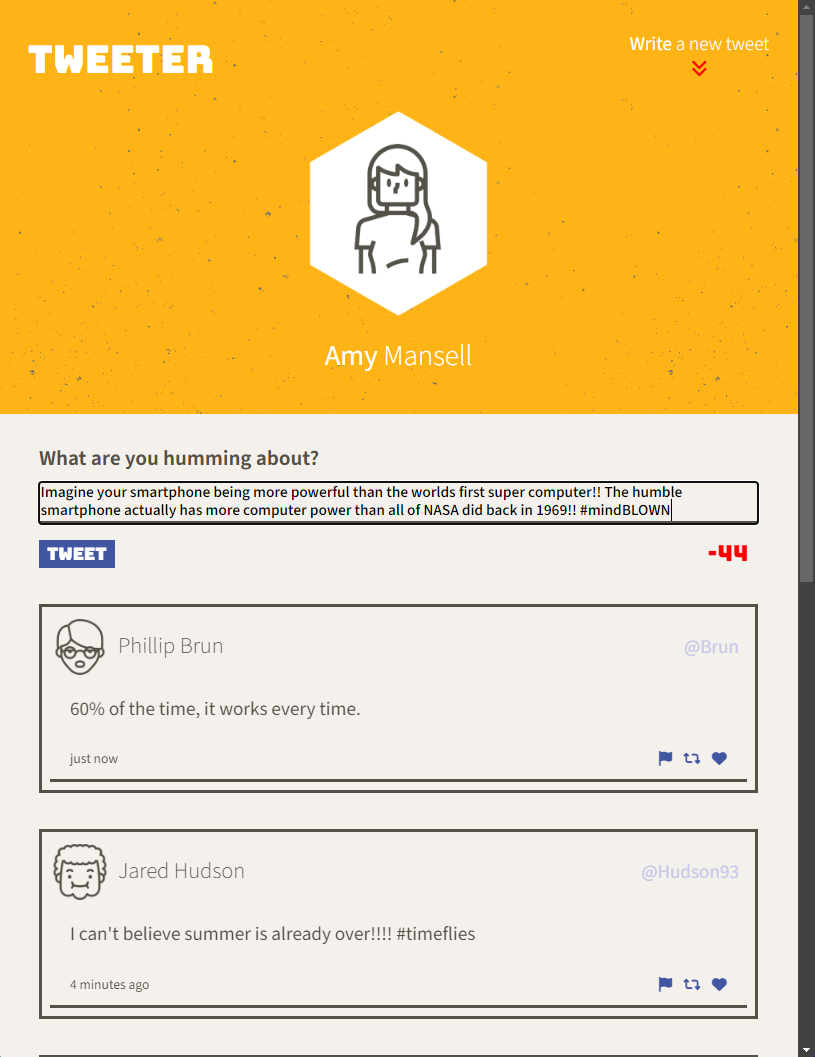 TWEETER
Write a new tweet
Amy Mansell
What are you humming about?
Imagine your smartphone being more powerful than the worlds first super computer!! The humble
smartphone actually has more computer power than all of NASA did back in 1969!! #mindBLOWN
TWEET
-44
Phillip Brun
@Brun
60% of the time, it works every time.
just now
Jared Hudson
@Hudson93
I can't believe summer is already over!!!! #timeflies
4 minutes ago